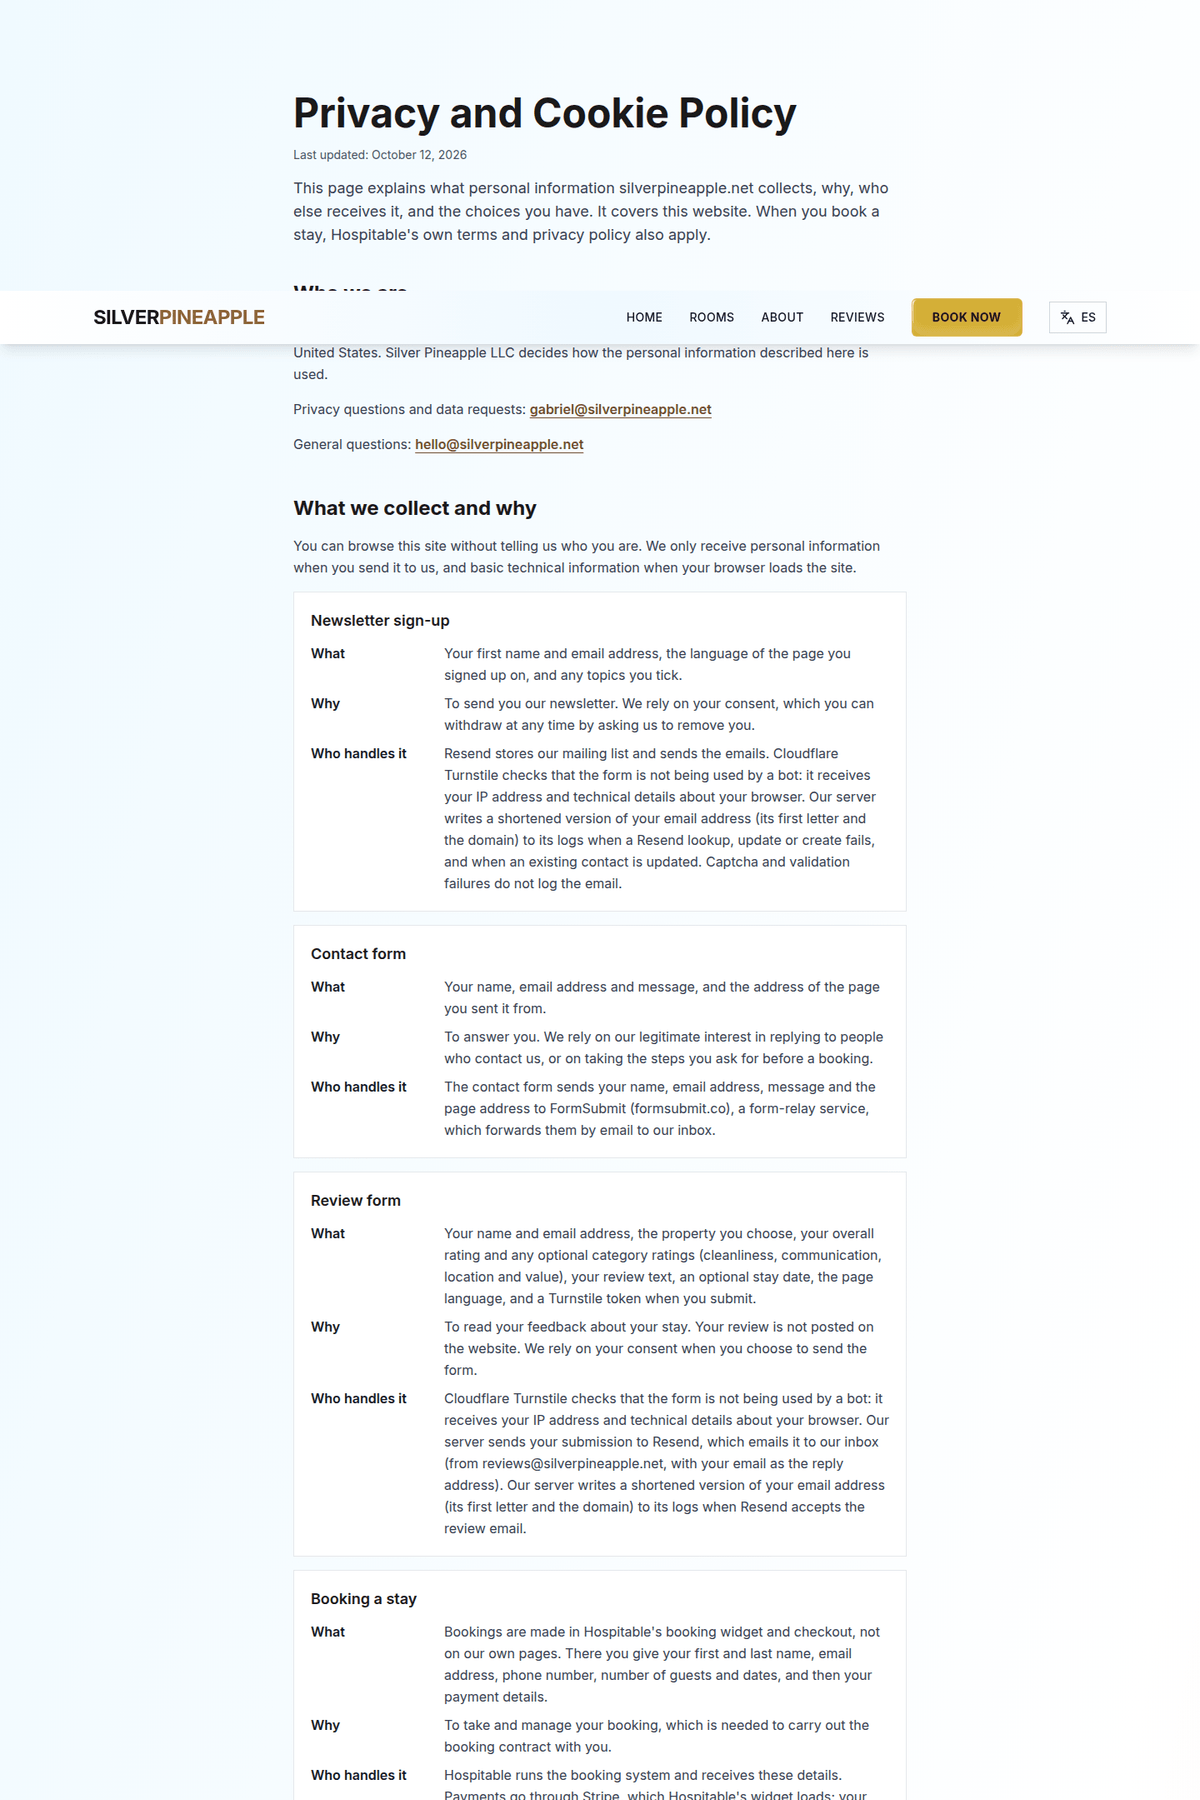 Privacy and Cookie Policy
Last updated: October 12, 2026
This page explains what personal information silverpineapple.net collects, why, who
else receives it, and the choices you have. It covers this website. When you book a
stay, Hospitable's own terms and privacy policy also apply.
Who we are
SILVERPINEAPPLE
HOME
ROOMS
ABOUT
REVIEWS
BOOK NOW
ES
United States. Silver Pineapple LLC decides how the personal information described here is
used.
Privacy questions and data requests: gabriel@silverpineapple.net
General questions: hello@silverpineapple.net
What we collect and why
You can browse this site without telling us who you are. We only receive personal information
when you send it to us, and basic technical information when your browser loads the site.
Newsletter sign-up
What
Your first name and email address, the language of the page you
signed up on, and any topics you tick.
Why
To send you our newsletter. We rely on your consent, which you can
withdraw at any time by asking us to remove you.
Who handles it
Resend stores our mailing list and sends the emails. Cloudflare
Turnstile checks that the form is not being used by a bot: it receives
your IP address and technical details about your browser. Our server
writes a shortened version of your email address (its first letter and
the domain) to its logs when a Resend lookup, update or create fails,
and when an existing contact is updated. Captcha and validation
failures do not log the email.
Contact form
What
Your name, email address and message, and the address of the page
you sent it from.
Why
To answer you. We rely on our legitimate interest in replying to people
who contact us, or on taking the steps you ask for before a booking.
Who handles it
The contact form sends your name, email address, message and the
page address to FormSubmit (formsubmit.co), a form-relay service,
which forwards them by email to our inbox.
Review form
What
Your name and email address, the property you choose, your overall
rating and any optional category ratings (cleanliness, communication,
location and value), your review text, an optional stay date, the page
language, and a Turnstile token when you submit.
Why
To read your feedback about your stay. Your review is not posted on
the website. We rely on your consent when you choose to send the
form.
Who handles it
Cloudflare Turnstile checks that the form is not being used by a bot: it
receives your IP address and technical details about your browser. Our
server sends your submission to Resend, which emails it to our inbox
(from reviews@silverpineapple.net, with your email as the reply
address). Our server writes a shortened version of your email address
(its first letter and the domain) to its logs when Resend accepts the
review email.
Booking a stay
What
Bookings are made in Hospitable's booking widget and checkout, not
on our own pages. There you give your first and last name, email
address, phone number, number of guests and dates, and then your
payment details.
Why
To take and manage your booking, which is needed to carry out the
booking contract with you.
Who handles it
Hospitable runs the booking system and receives these details.
Payments go through Stripe, which Hospitable's widget loads; your